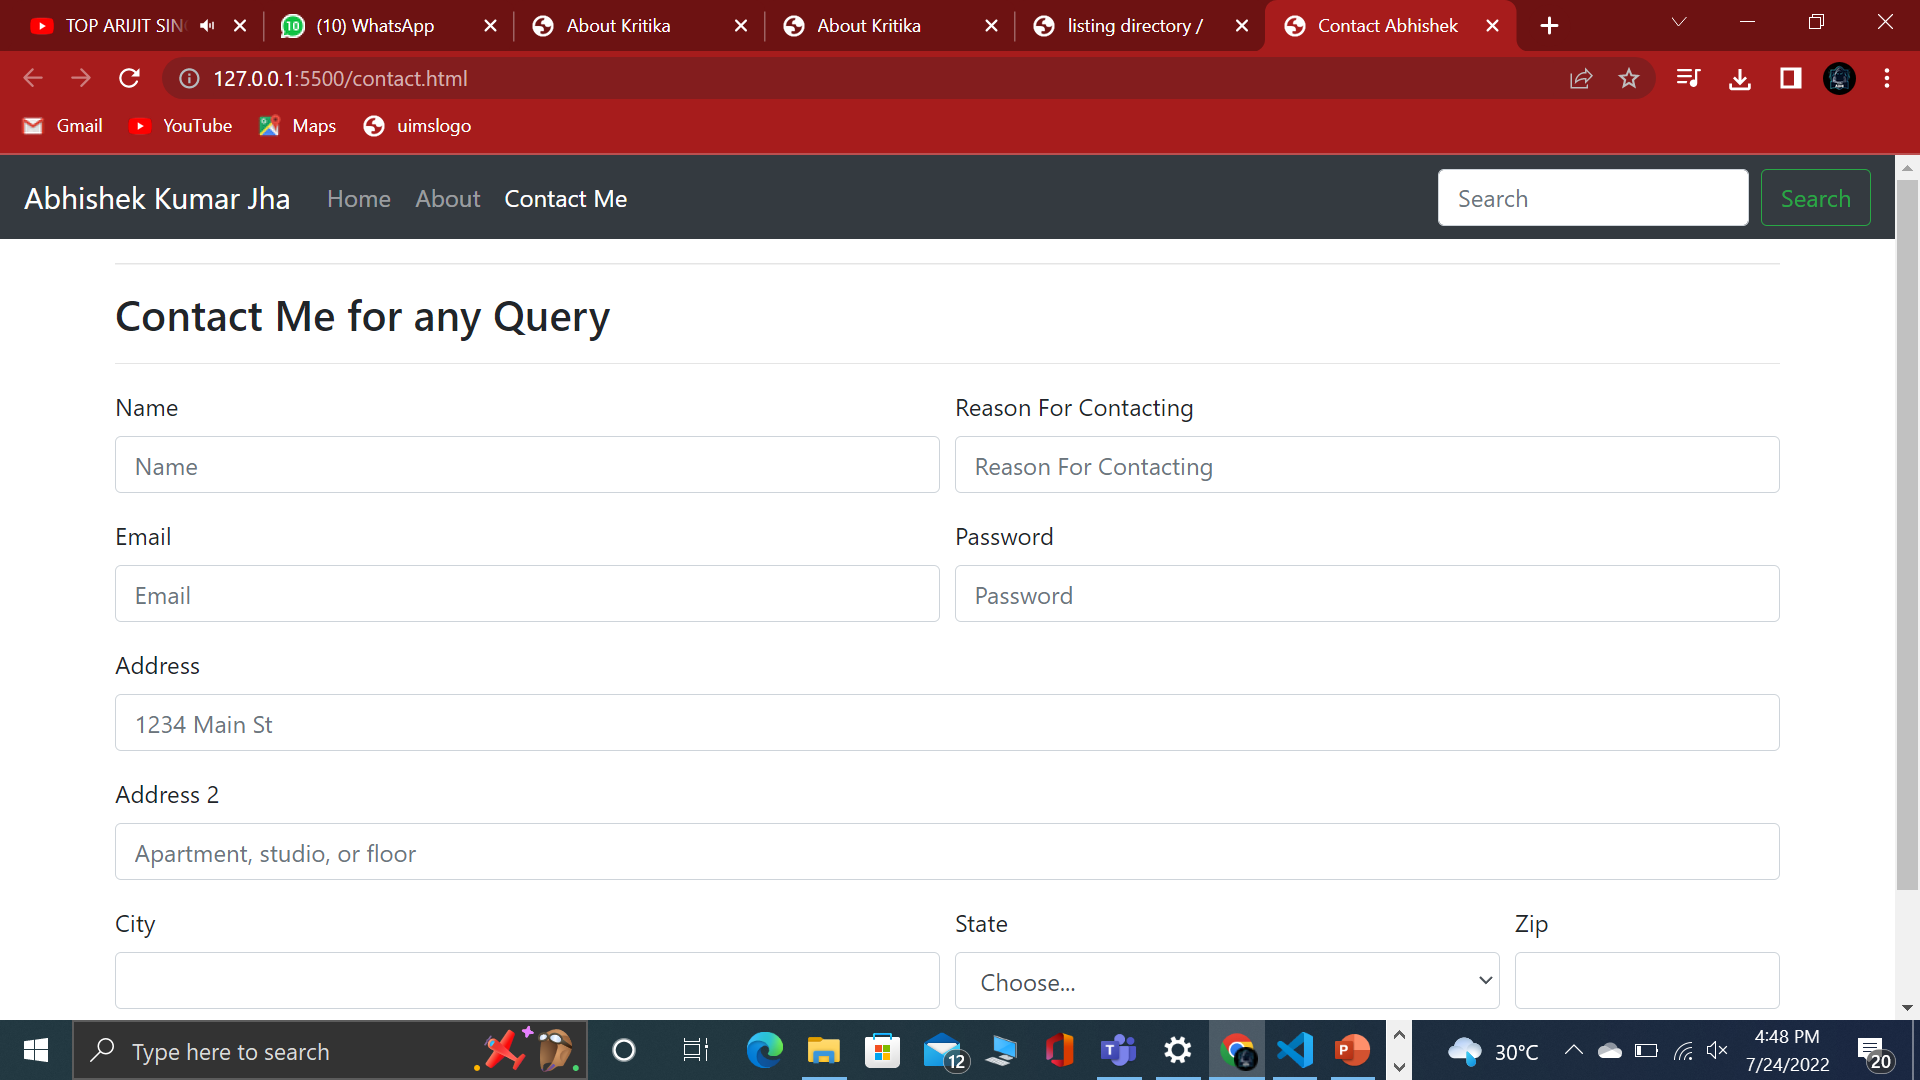 TOP ARIJIT SIN
(10) WhatsApp
About Kritika
About Kritika
listing directory /
Contact Abhishek
127.0.0.1:5500/contact.html
Gmail
YouTube
Maps
uimslogo
Abhishek Kumar Jha
Home
About
Contact Me
Search
Search
Contact Me for any Query
Name
Reason For Contacting
Name
Reason For Contacting
Email
Password
Email
Password
Address
1234 Main St
Address 2
Apartment, studio, or floor
City
State
Zip
Choose...
Type here to search
12
30°C
4:48 PM
7/24/2022
20